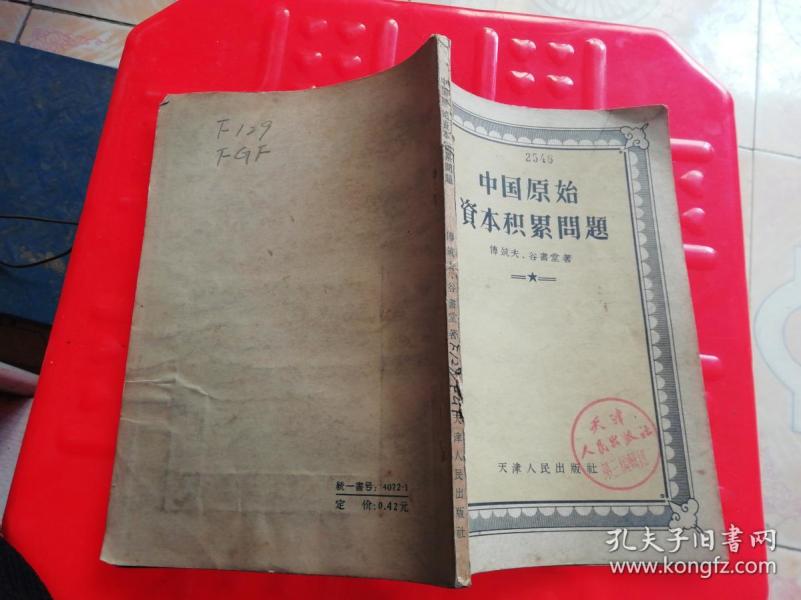 F129
FGF
統一書号:4072·1
定 价:0.42元
中国原始資本积累問題
傅筑夫、谷書堂著
天津人民出版社
2546
中国原始
資本积累問題
傅筑夫、谷書堂著
天津人民出版社
天津
人民出版社
孔夫子旧书网
www.kongfz.com